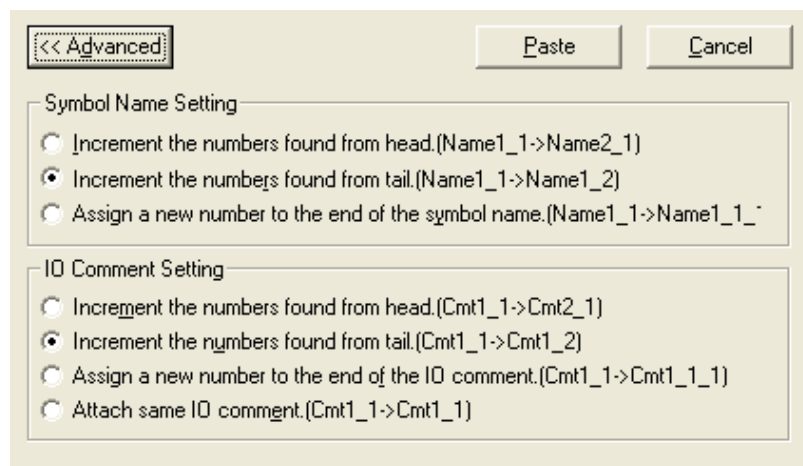 << Advanced
Paste
Cancel
Symbol Name Setting
Increment the numbers found from head.(Name1_1->Name2_1)
Increment the numbers found from tail.(Name1_1->Name1_2)
Assign a new number to the end of the symbol name.(Name1_1->Name1_1_
IO Comment Setting
Increment the numbers found from head.(Cmt1_1->Cmt2_1)
Increment the numbers found from tail.(Cmt1_1->Cmt1_2)
Assign a new number to the end of the IO comment.(Cmt1_1->Cmt1_1_1)
Attach same IO comment.(Cmt1_1->Cmt1_1)